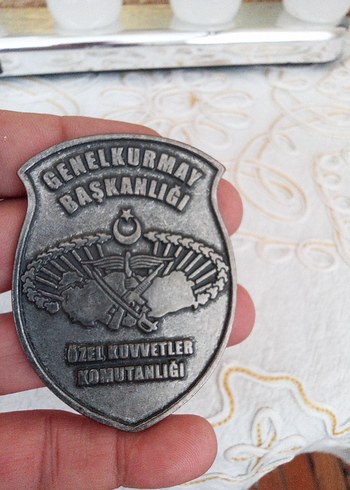 GENELKURMAY
BAŞKANLIĞI
ÖZEL KUVVETLER
KOMUTANLIĞI